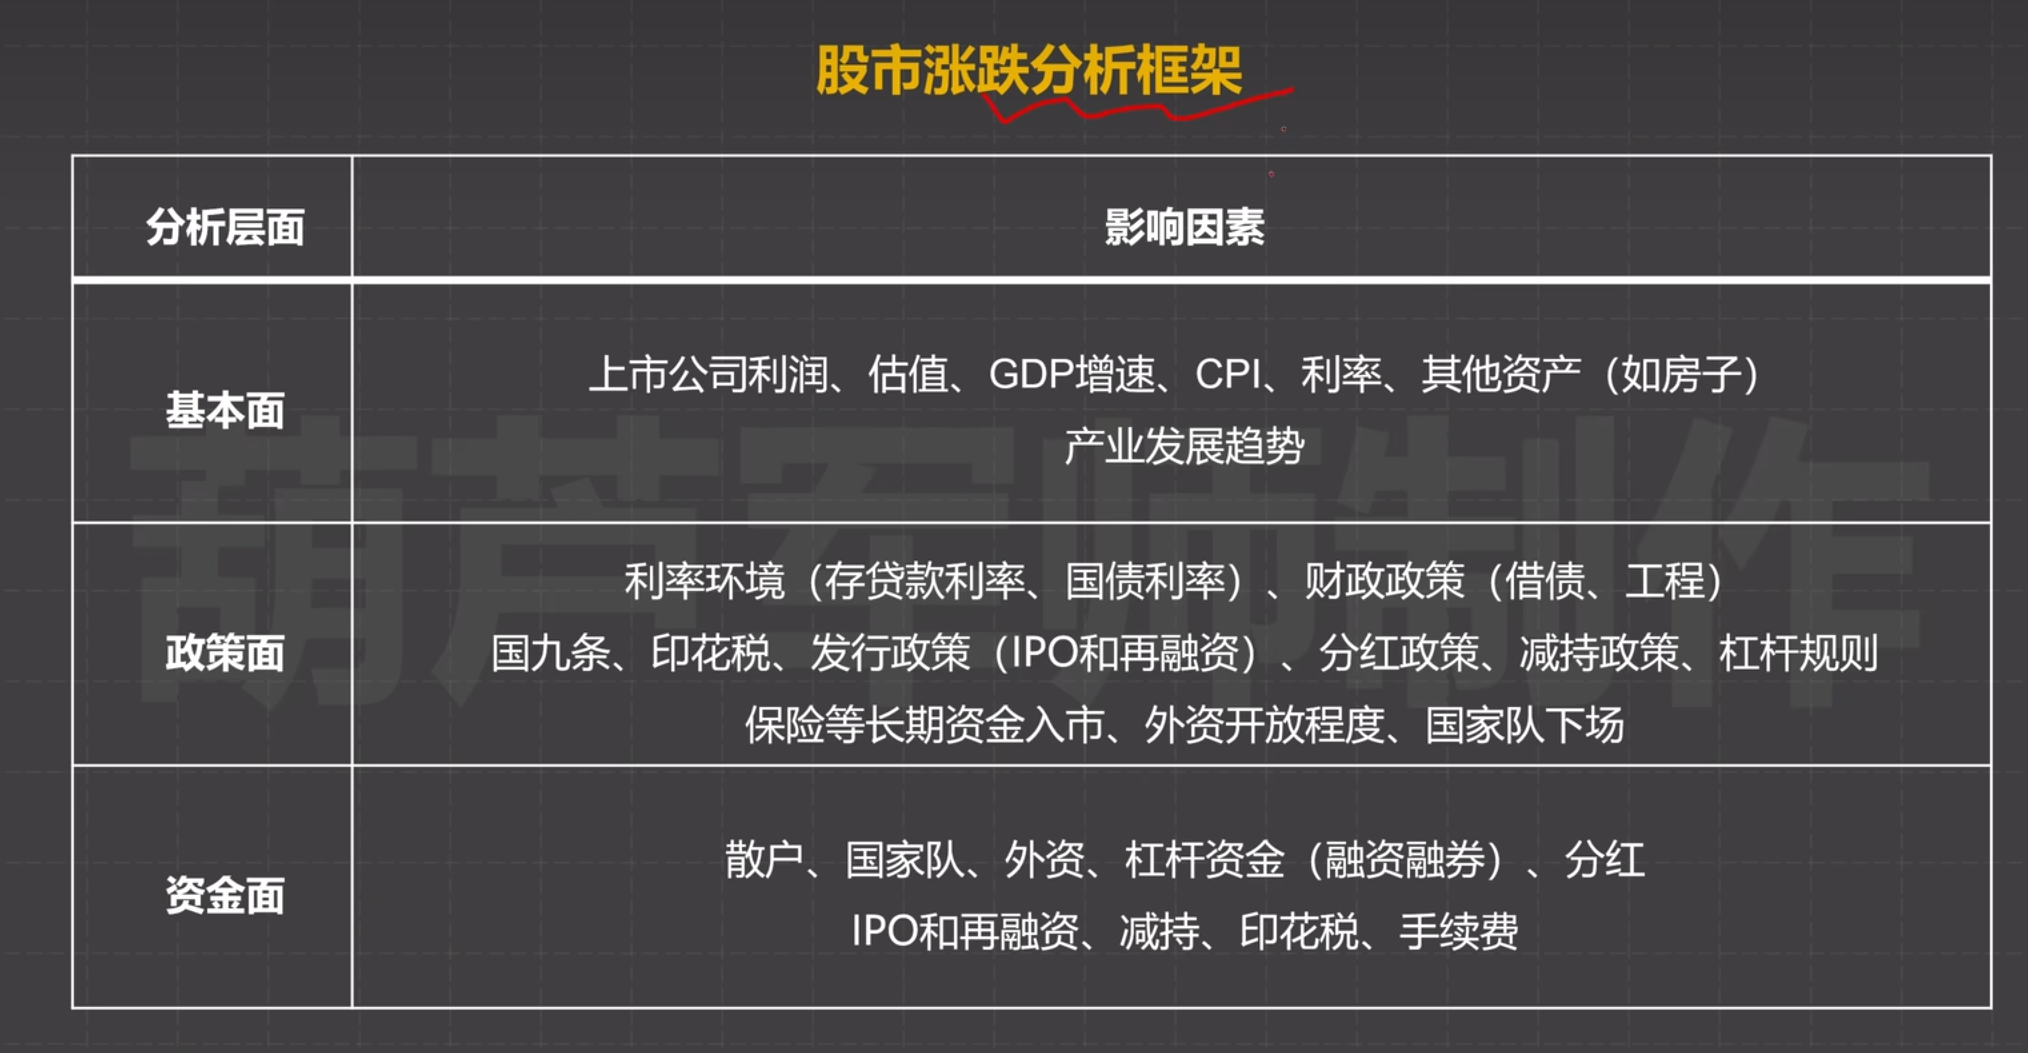 股市涨跌分析框架
分析层面
影响因素
基本面
上市公司利润、估值、GDP增速、CPI、利率、其他资产（如房子）
产业发展趋势
政策面
利率环境（存贷款利率、国债利率）、财政政策（借债、工程）
国九条、印花税、发行政策（IPO和再融资）、分红政策、减持政策、杠杆规则
保险等长期资金入市、外资开放程度、国家队下场
资金面
散户、国家队、外资、杠杆资金（融资融券）、分红
IPO和再融资、减持、印花税、手续费
葫芦军师制作